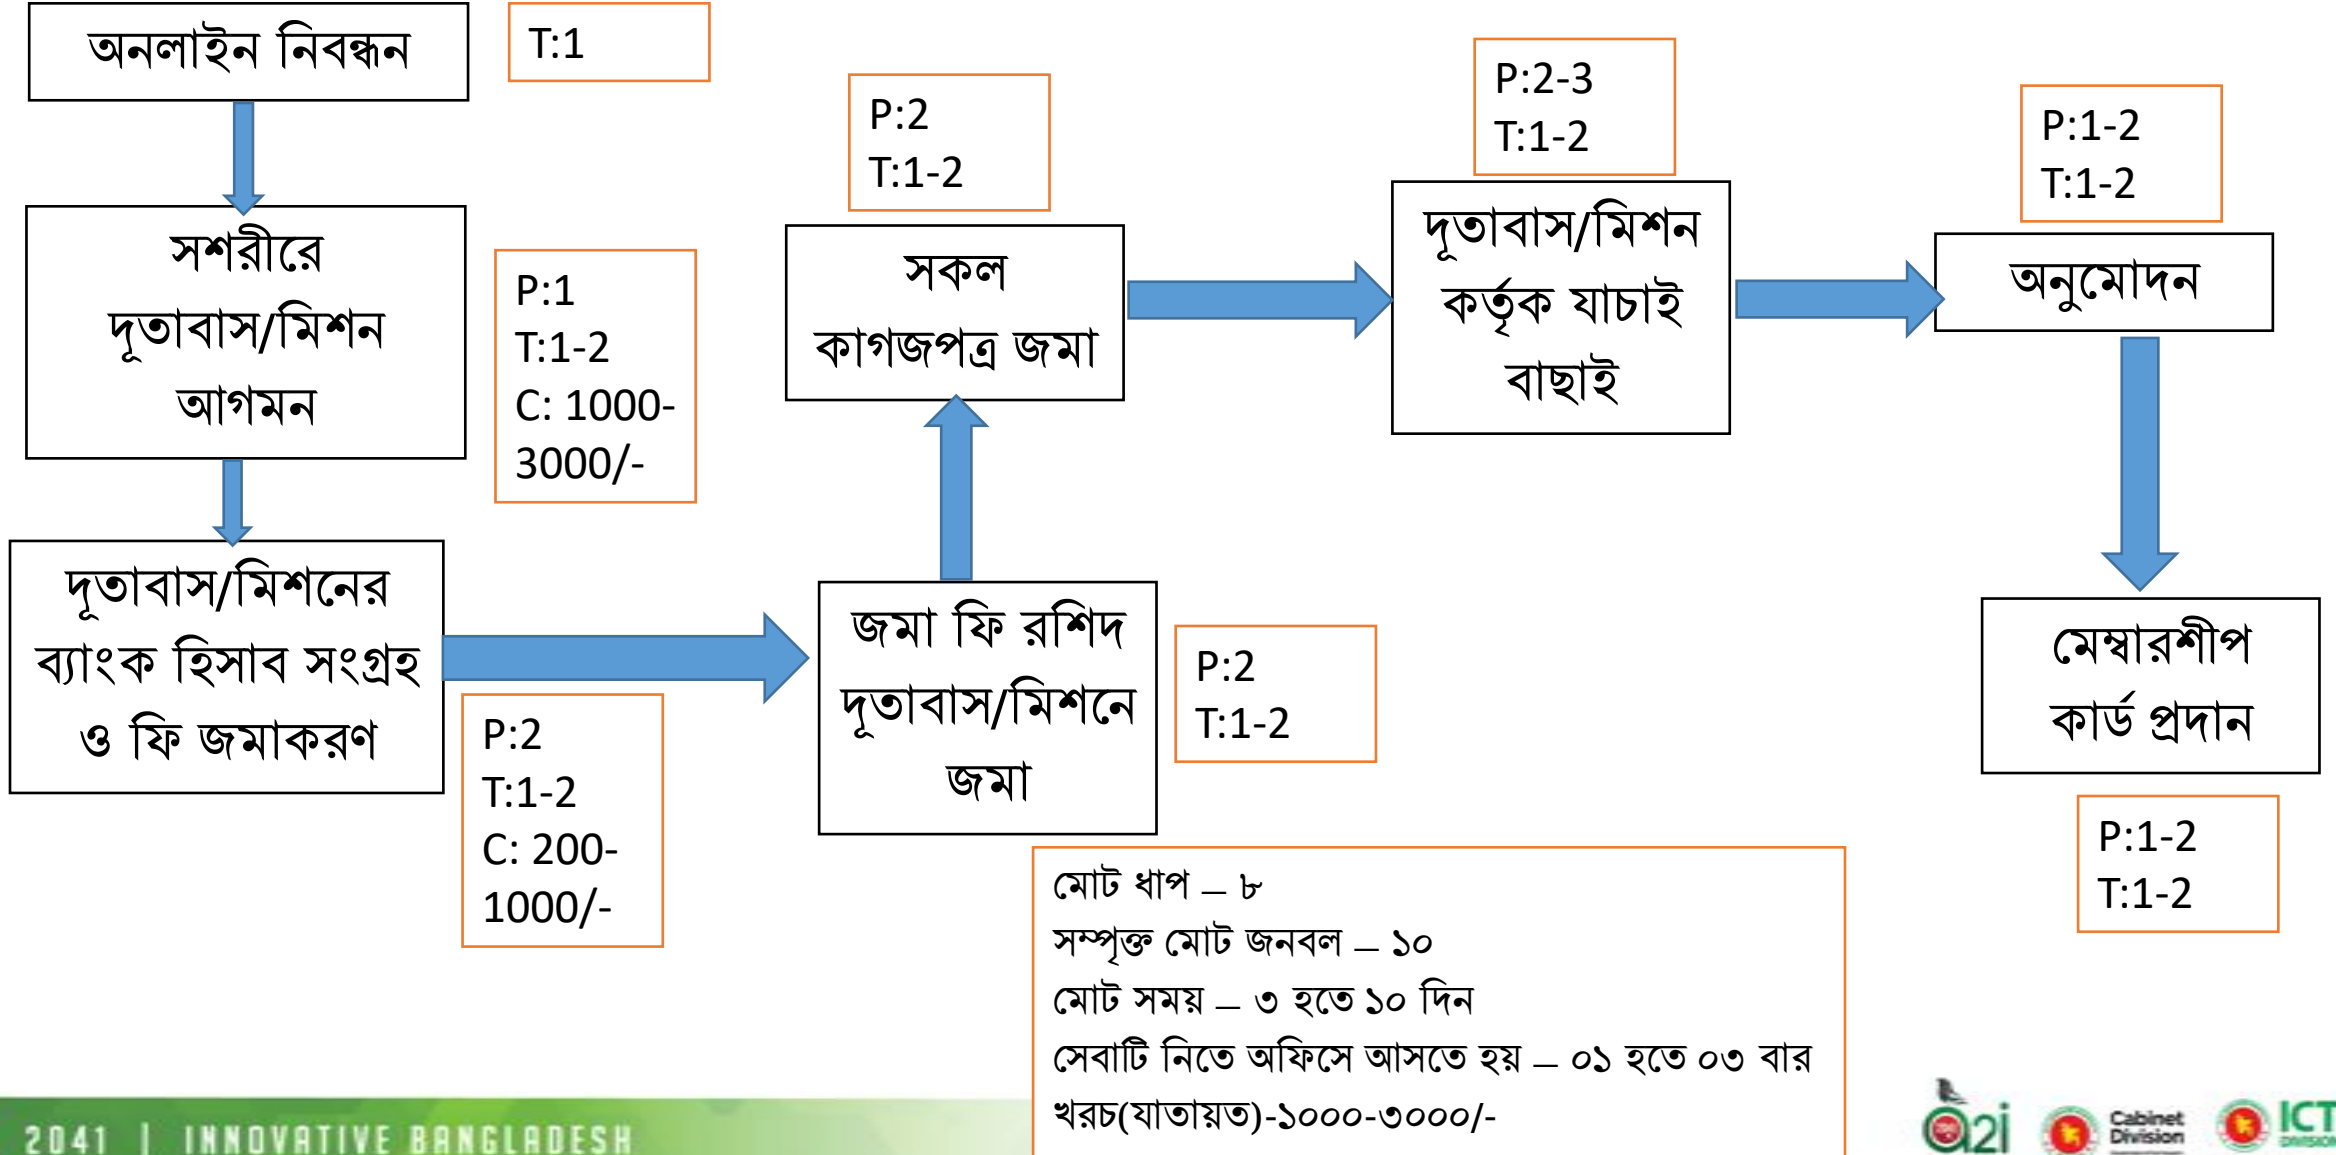 অনলাইন নিবন্ধন
T:1
সশরীরে
দূতাবাস/মিশন
আগমন
P:1
T:1-2
C: 1000-
3000/-
দূতাবাস/মিশনের
ব্যাংক হিসাব সংগ্রহ
ও ফি জমাকরণ
P:2
T:1-2
C: 200-
1000/-
জমা ফি রশিদ
দূতাবাস/মিশনে
জমা
P:2
T:1-2
P:2
T:1-2
সকল
কাগজপত্র জমা
P:2-3
T:1-2
দূতাবাস/মিশন
কর্তৃক যাচাই
বাছাই
P:1-2
T:1-2
অনুমোদন
মেম্বারশীপ
কার্ড প্রদান
P:1-2
T:1-2
মোট ধাপ – ৮
সম্পৃক্ত মোট জনবল – ১০
মোট সময় – ৩ হতে ১০ দিন
সেবাটি নিতে অফিসে আসতে হয় – ০১ হতে ০৩ বার
খরচ(যাতায়ত)-১০০০-৩০০০/-
2041 | INNOVATIVE BANGLADESH
a2i
Cabinet
Division
ICT
DIVISION